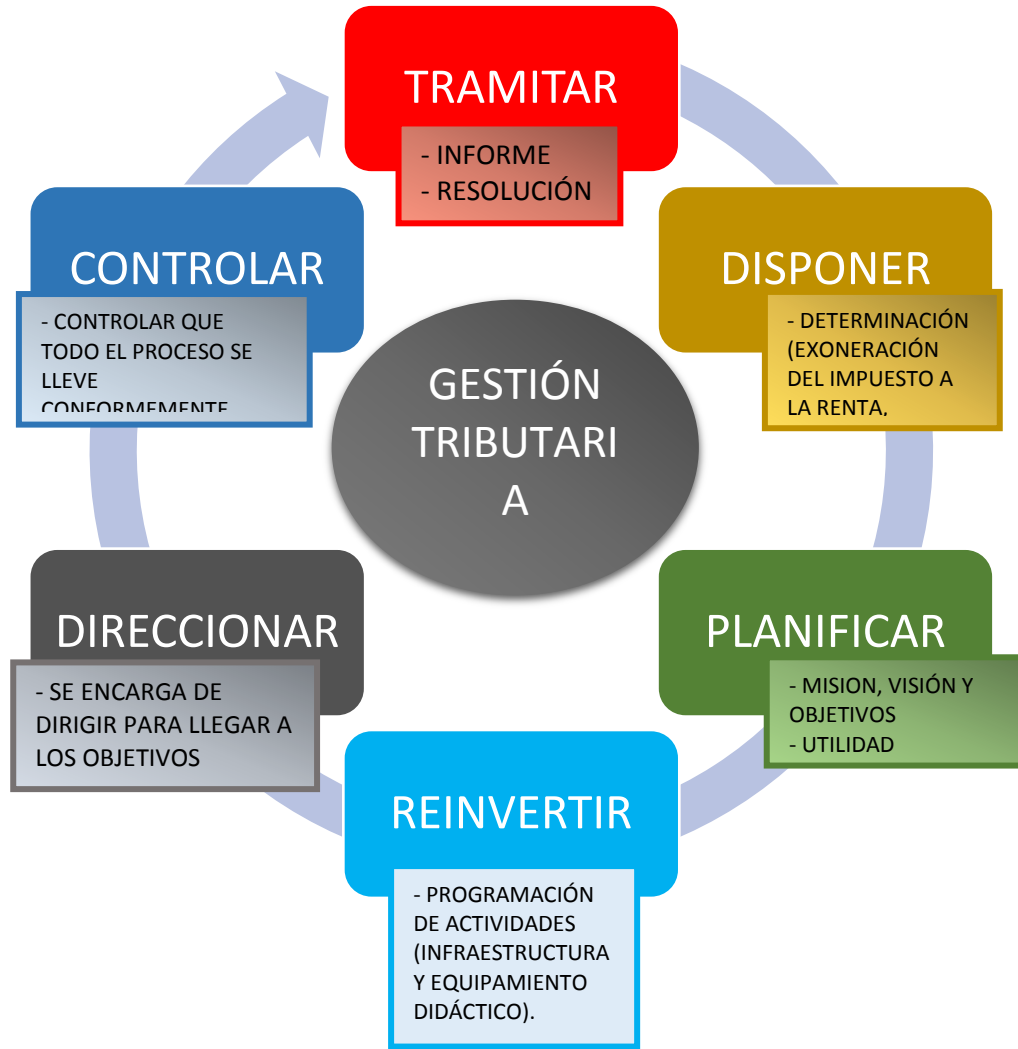 TRAMITAR
- INFORME
- RESOLUCIÓN
DISPONER
- DETERMINACIÓN
(EXONERACIÓN
DEL IMPUESTO A
LA RENTA,
PLANIFICAR
- MISION, VISIÓN Y
OBJETIVOS
- UTILIDAD
REINVERTIR
- PROGRAMACIÓN
DE ACTIVIDADES
(INFRAESTRUCTURA
Y EQUIPAMIENTO
DIDÁCTICO).
DIRECCIONAR
- SE ENCARGA DE
DIRIGIR PARA LLEGAR A
LOS OBJETIVOS
CONTROLAR
- CONTROLAR QUE
TODO EL PROCESO SE
LLEVE
CONFORMEMENTE
GESTIÓN
TRIBUTARI
A